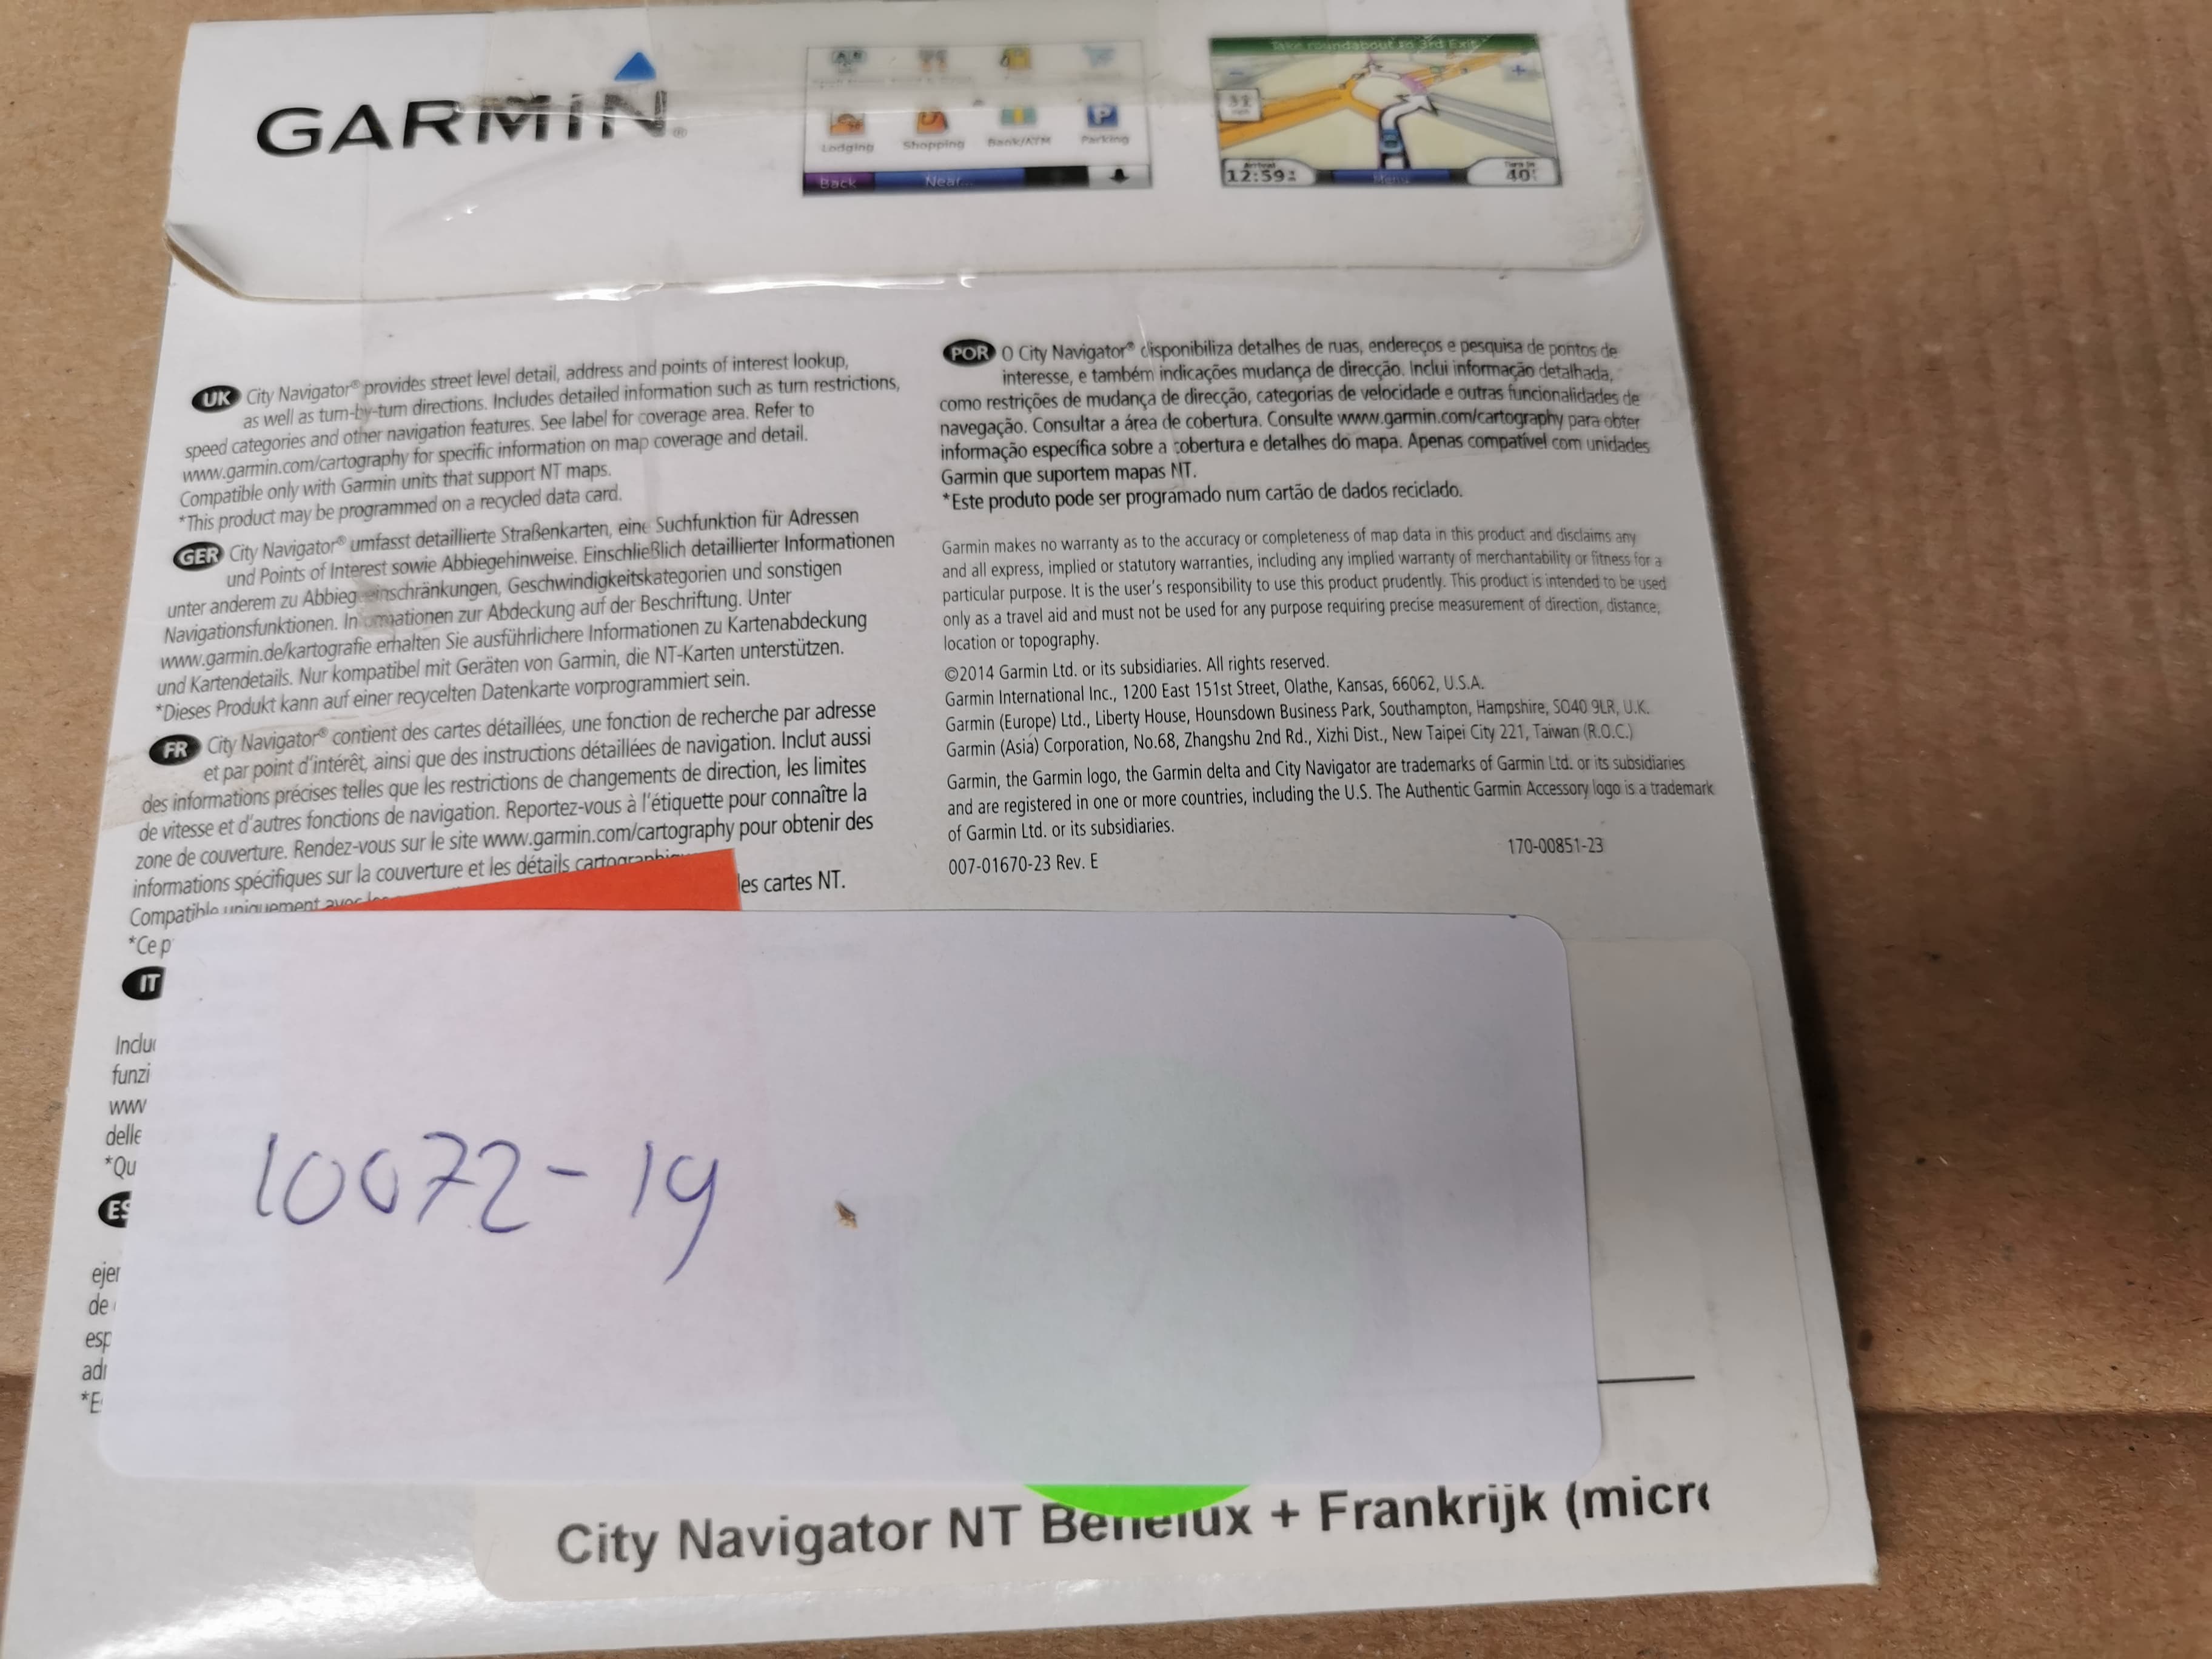 GARMIN®
Lodging Shopping Bank/ATM Parking
Back Near...
Take roundabout to 3rd Exit
Arrival Turn In
12:59 Menu 40
UK City Navigator® provides street level detail, address and points of interest lookup,
as well as turn-by-turn directions. Includes detailed information such as turn restrictions,
speed categories and other navigation features. See label for coverage area. Refer to
www.garmin.com/cartography for specific information on map coverage and detail.
Compatible only with Garmin units that support NT maps.
*This product may be programmed on a recycled data card.
GER City Navigator® umfasst detaillierte Straßenkarten, eine Suchfunktion für Adressen
und Points of Interest sowie Abbiegehinweise. Einschließlich detaillierter Informationen
unter anderem zu Abbiegeeinschränkungen, Geschwindigkeitskategorien und sonstigen
Navigationsfunktionen. Informationen zur Abdeckung auf der Beschriftung. Unter
www.garmin.de/kartografie erhalten Sie ausführlichere Informationen zu Kartenabdeckung
und Kartendetails. Nur kompatibel mit Geräten von Garmin, die NT-Karten unterstützen.
*Dieses Produkt kann auf einer recycelten Datenkarte vorprogrammiert sein.
FR City Navigator® contient des cartes détaillées, une fonction de recherche par adresse
et par point d'intérêt, ainsi que des instructions détaillées de navigation. Inclut aussi
des informations précises telles que les restrictions de changements de direction, les limites
de vitesse et d'autres fonctions de navigation. Reportez-vous à l'étiquette pour connaître la
zone de couverture. Rendez-vous sur le site www.garmin.com/cartography pour obtenir des
informations spécifiques sur la couverture et les détails cartographiq
Compatible uniquement avec les cartes NT.
*Ce p
IT
Inclu
funzi
www
delle
*Qu
ES
ejer
de
esp
adi
*E
POR O City Navigator® disponibiliza detalhes de ruas, endereços e pesquisa de pontos de
interesse, e também indicações mudança de direcção. Inclui informação detalhada,
como restrições de mudança de direcção, categorias de velocidade e outras funcionalidades de
navegação. Consultar a área de cobertura. Consulte www.garmin.com/cartography para obter
informação específica sobre a cobertura e detalhes do mapa. Apenas compatível com unidades
Garmin que suportem mapas NT.
*Este produto pode ser programado num cartão de dados reciclado.
Garmin makes no warranty as to the accuracy or completeness of map data in this product and disclaims any
and all express, implied or statutory warranties, including any implied warranty of merchantability or fitness for a
particular purpose. It is the user's responsibility to use this product prudently. This product is intended to be used
only as a travel aid and must not be used for any purpose requiring precise measurement of direction, distance,
location or topography.
©2014 Garmin Ltd. or its subsidiaries. All rights reserved.
Garmin International Inc., 1200 East 151st Street, Olathe, Kansas, 66062, U.S.A.
Garmin (Europe) Ltd., Liberty House, Hounsdown Business Park, Southampton, Hampshire, SO40 9LR, U.K.
Garmin (Asia) Corporation, No.68, Zhangshu 2nd Rd., Xizhi Dist., New Taipei City 221, Taiwan (R.O.C.)
Garmin, the Garmin logo, the Garmin delta and City Navigator are trademarks of Garmin Ltd. or its subsidiaries
and are registered in one or more countries, including the U.S. The Authentic Garmin Accessory logo is a trademark
of Garmin Ltd. or its subsidiaries.
007-01670-23 Rev. E 170-00851-23
10072-19
City Navigator NT Benelux + Frankrijk (micro